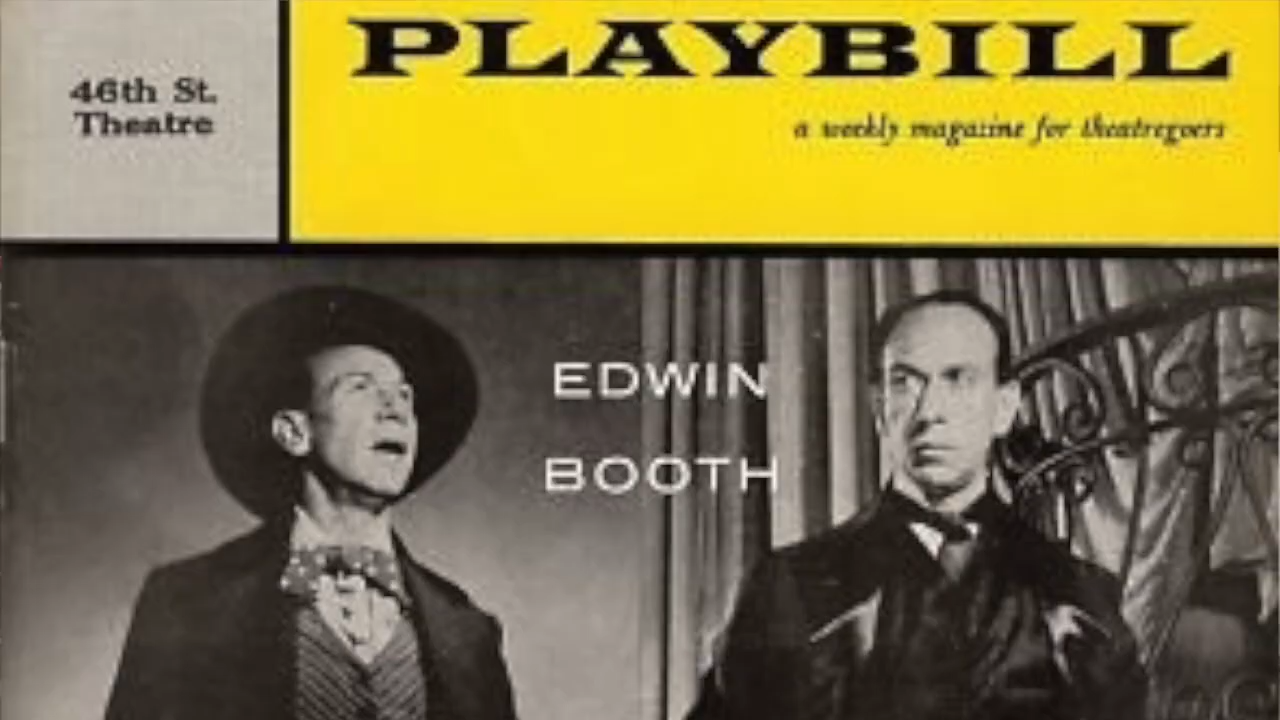 46th St.
Theatre
PLAYBILL
a weekly magazine for theatregoers
EDWIN
BOOTH